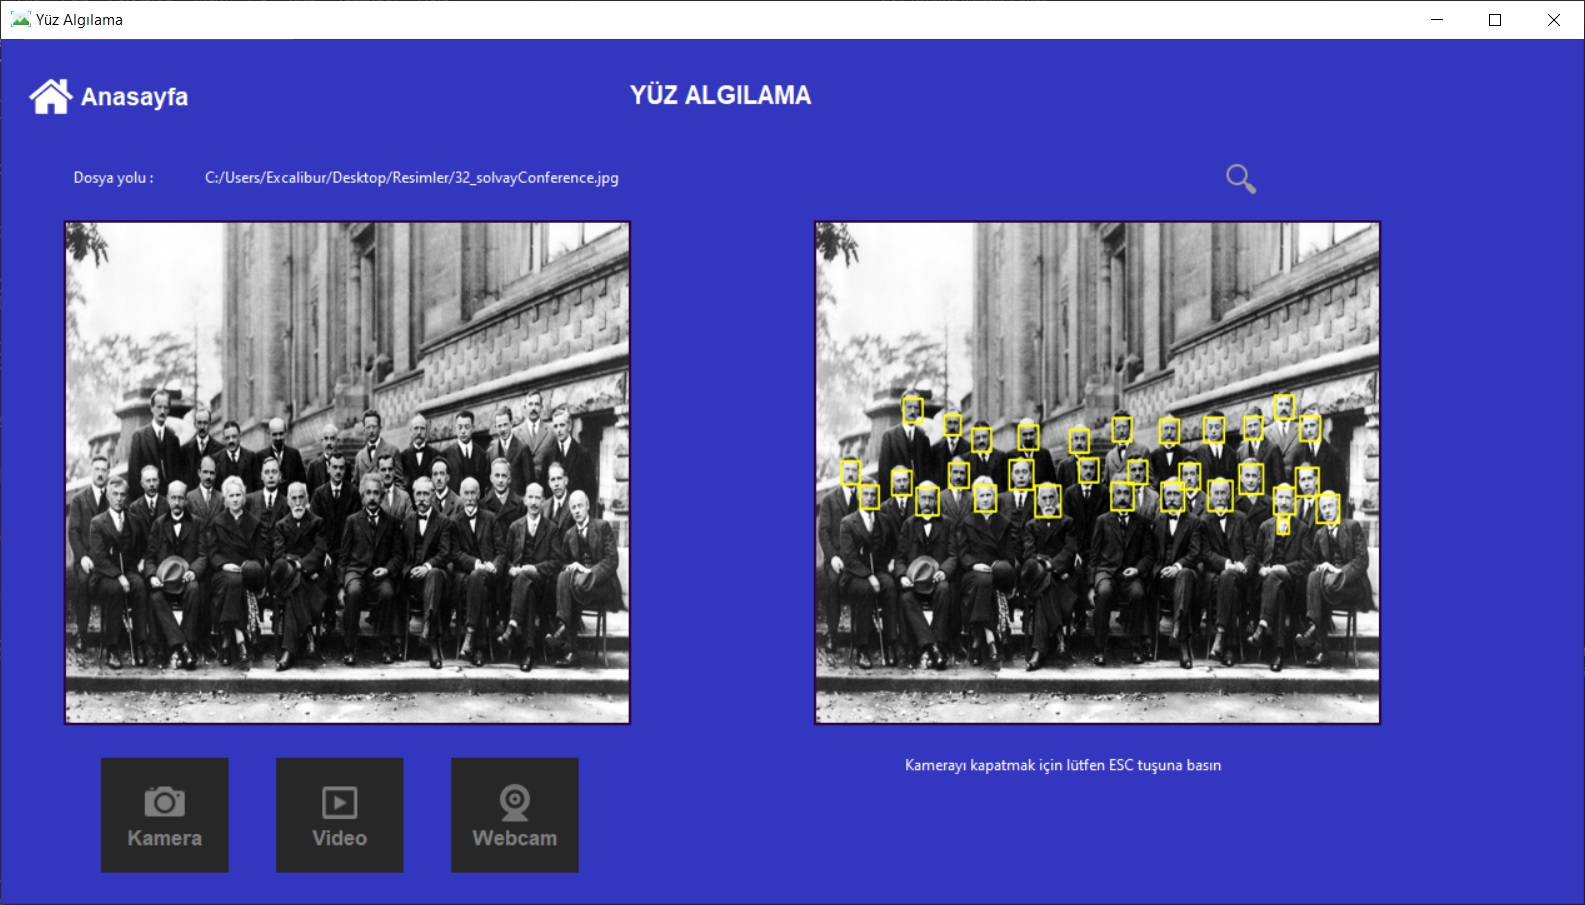 Yüz Algılama
Anasayfa
YÜZ ALGILAMA
Dosya yolu : C:/Users/Excalibur/Desktop/Resimler/32_solvayConference.jpg
Kamerayı kapatmak için lütfen ESC tuşuna basın
Kamera Video Webcam